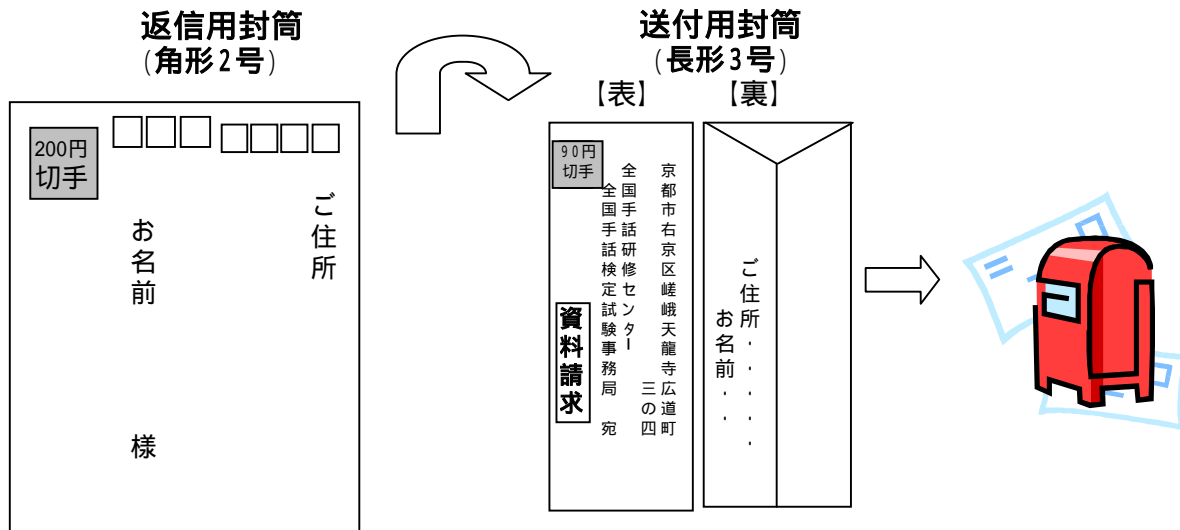 返信用封筒
(角形2号)
200円
切手
ご住所
お名前
様
送付用封筒
(長形3号)
【表】
90円
切手
京都市右京区嵯峨天龍寺広道町
三の四
全国手話研修センター
全国手話検定試験事務局 宛
資料請求
【裏】
ご住所・・・・・
お名前・・